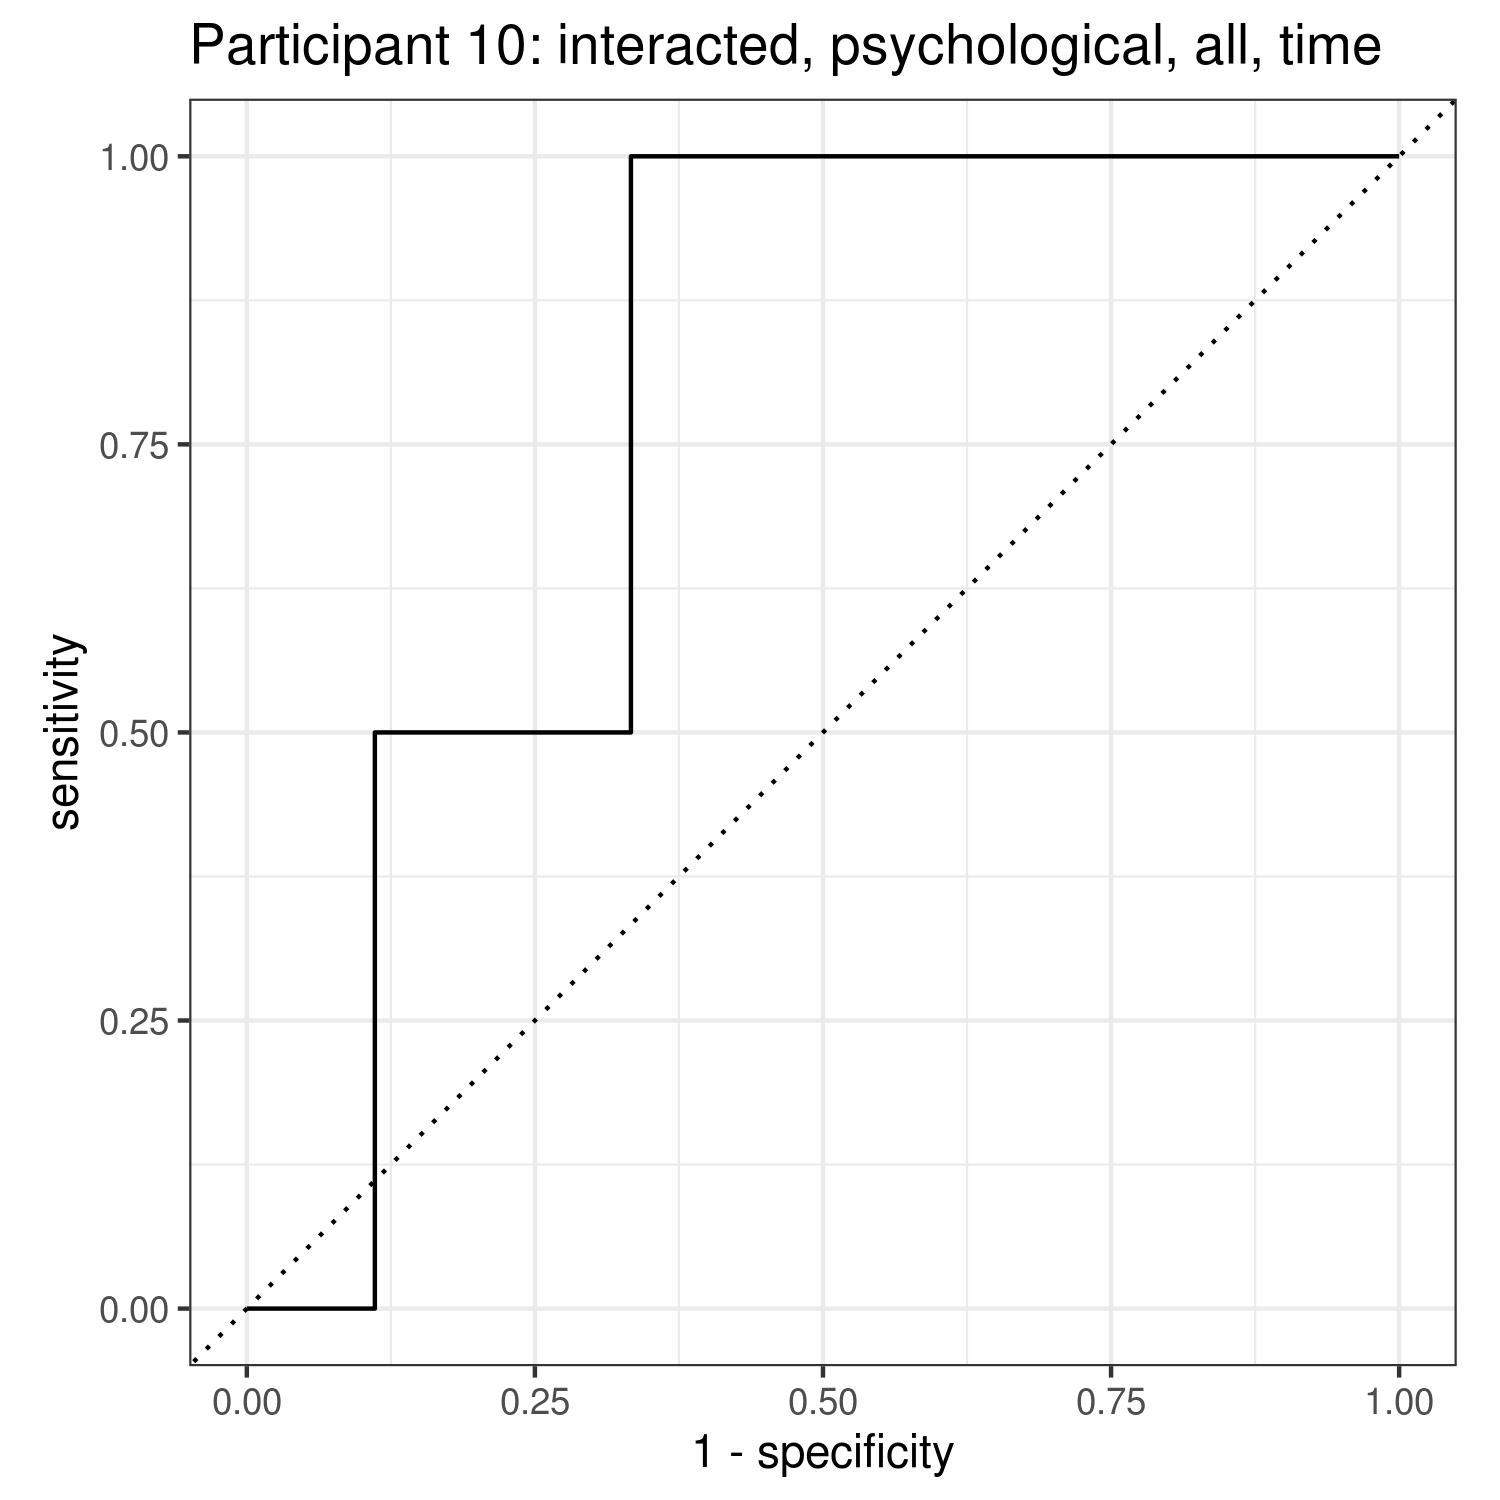 Participant 10: interacted, psychological, all, time
1.00
0.75
0.50
0.25
0.00
sensitivity
0.00 0.25 0.50 0.75 1.00
1 - specificity